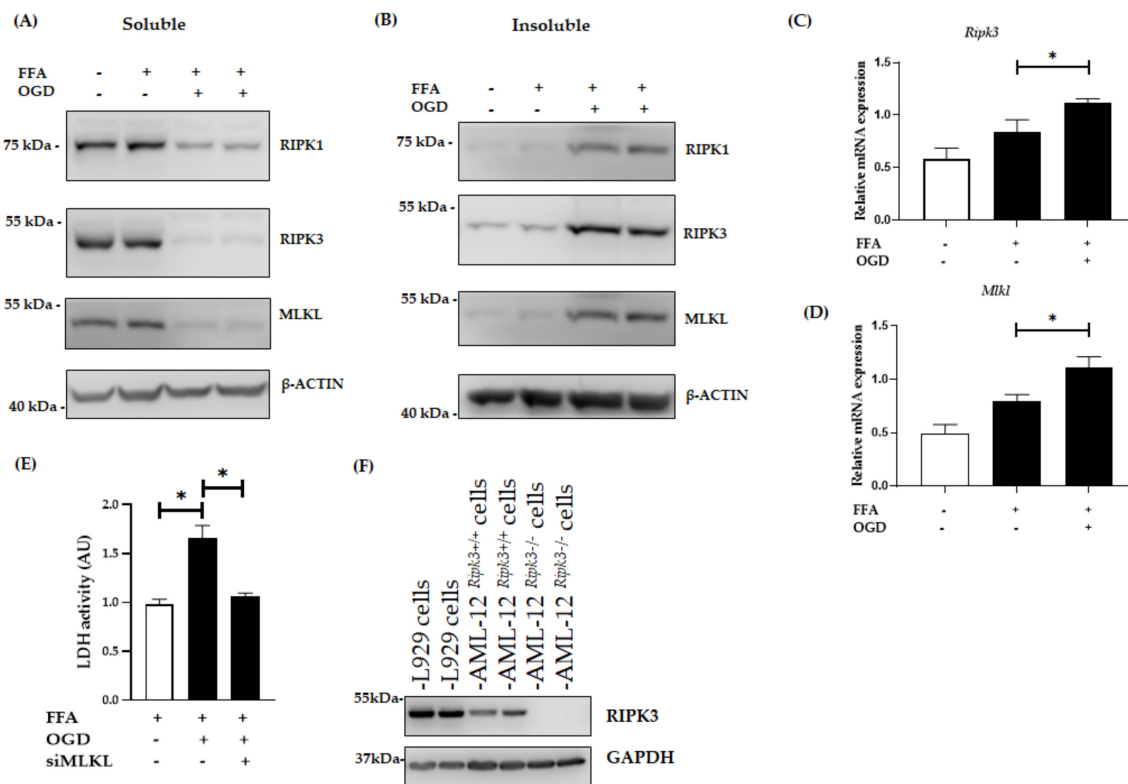 (A)
Soluble
FFA - + + +
OGD - - + +
75 kDa -
RIPK1
55 kDa -
RIPK3
55 kDa -
MLKL
β-ACTIN
40 kDa -
(B)
Insoluble
FFA - + + +
OGD - - + +
75 kDa -
RIPK1
55 kDa -
RIPK3
55 kDa -
MLKL
β-ACTIN
40 kDa -
(C)
Ripk3
Relative mRNA expression
1.5
1.0
0.5
0.0
*
FFA - + +
OGD - - +
(D)
Mlkl
Relative mRNA expression
1.5
1.0
0.5
0.0
*
FFA - + +
OGD - - +
(E)
LDH activity (AU)
2.0
1.5
1.0
0.5
0.0
*
*
FFA + + +
OGD - + +
siMLKL - - +
(F)
-L929 cells
-L929 cells
-AML-12 Ripk3+/+ cells
-AML-12 Ripk3+/+ cells
-AML-12 Ripk3-/- cells
-AML-12 Ripk3-/- cells
55kDa-
RIPK3
37kDa-
GAPDH